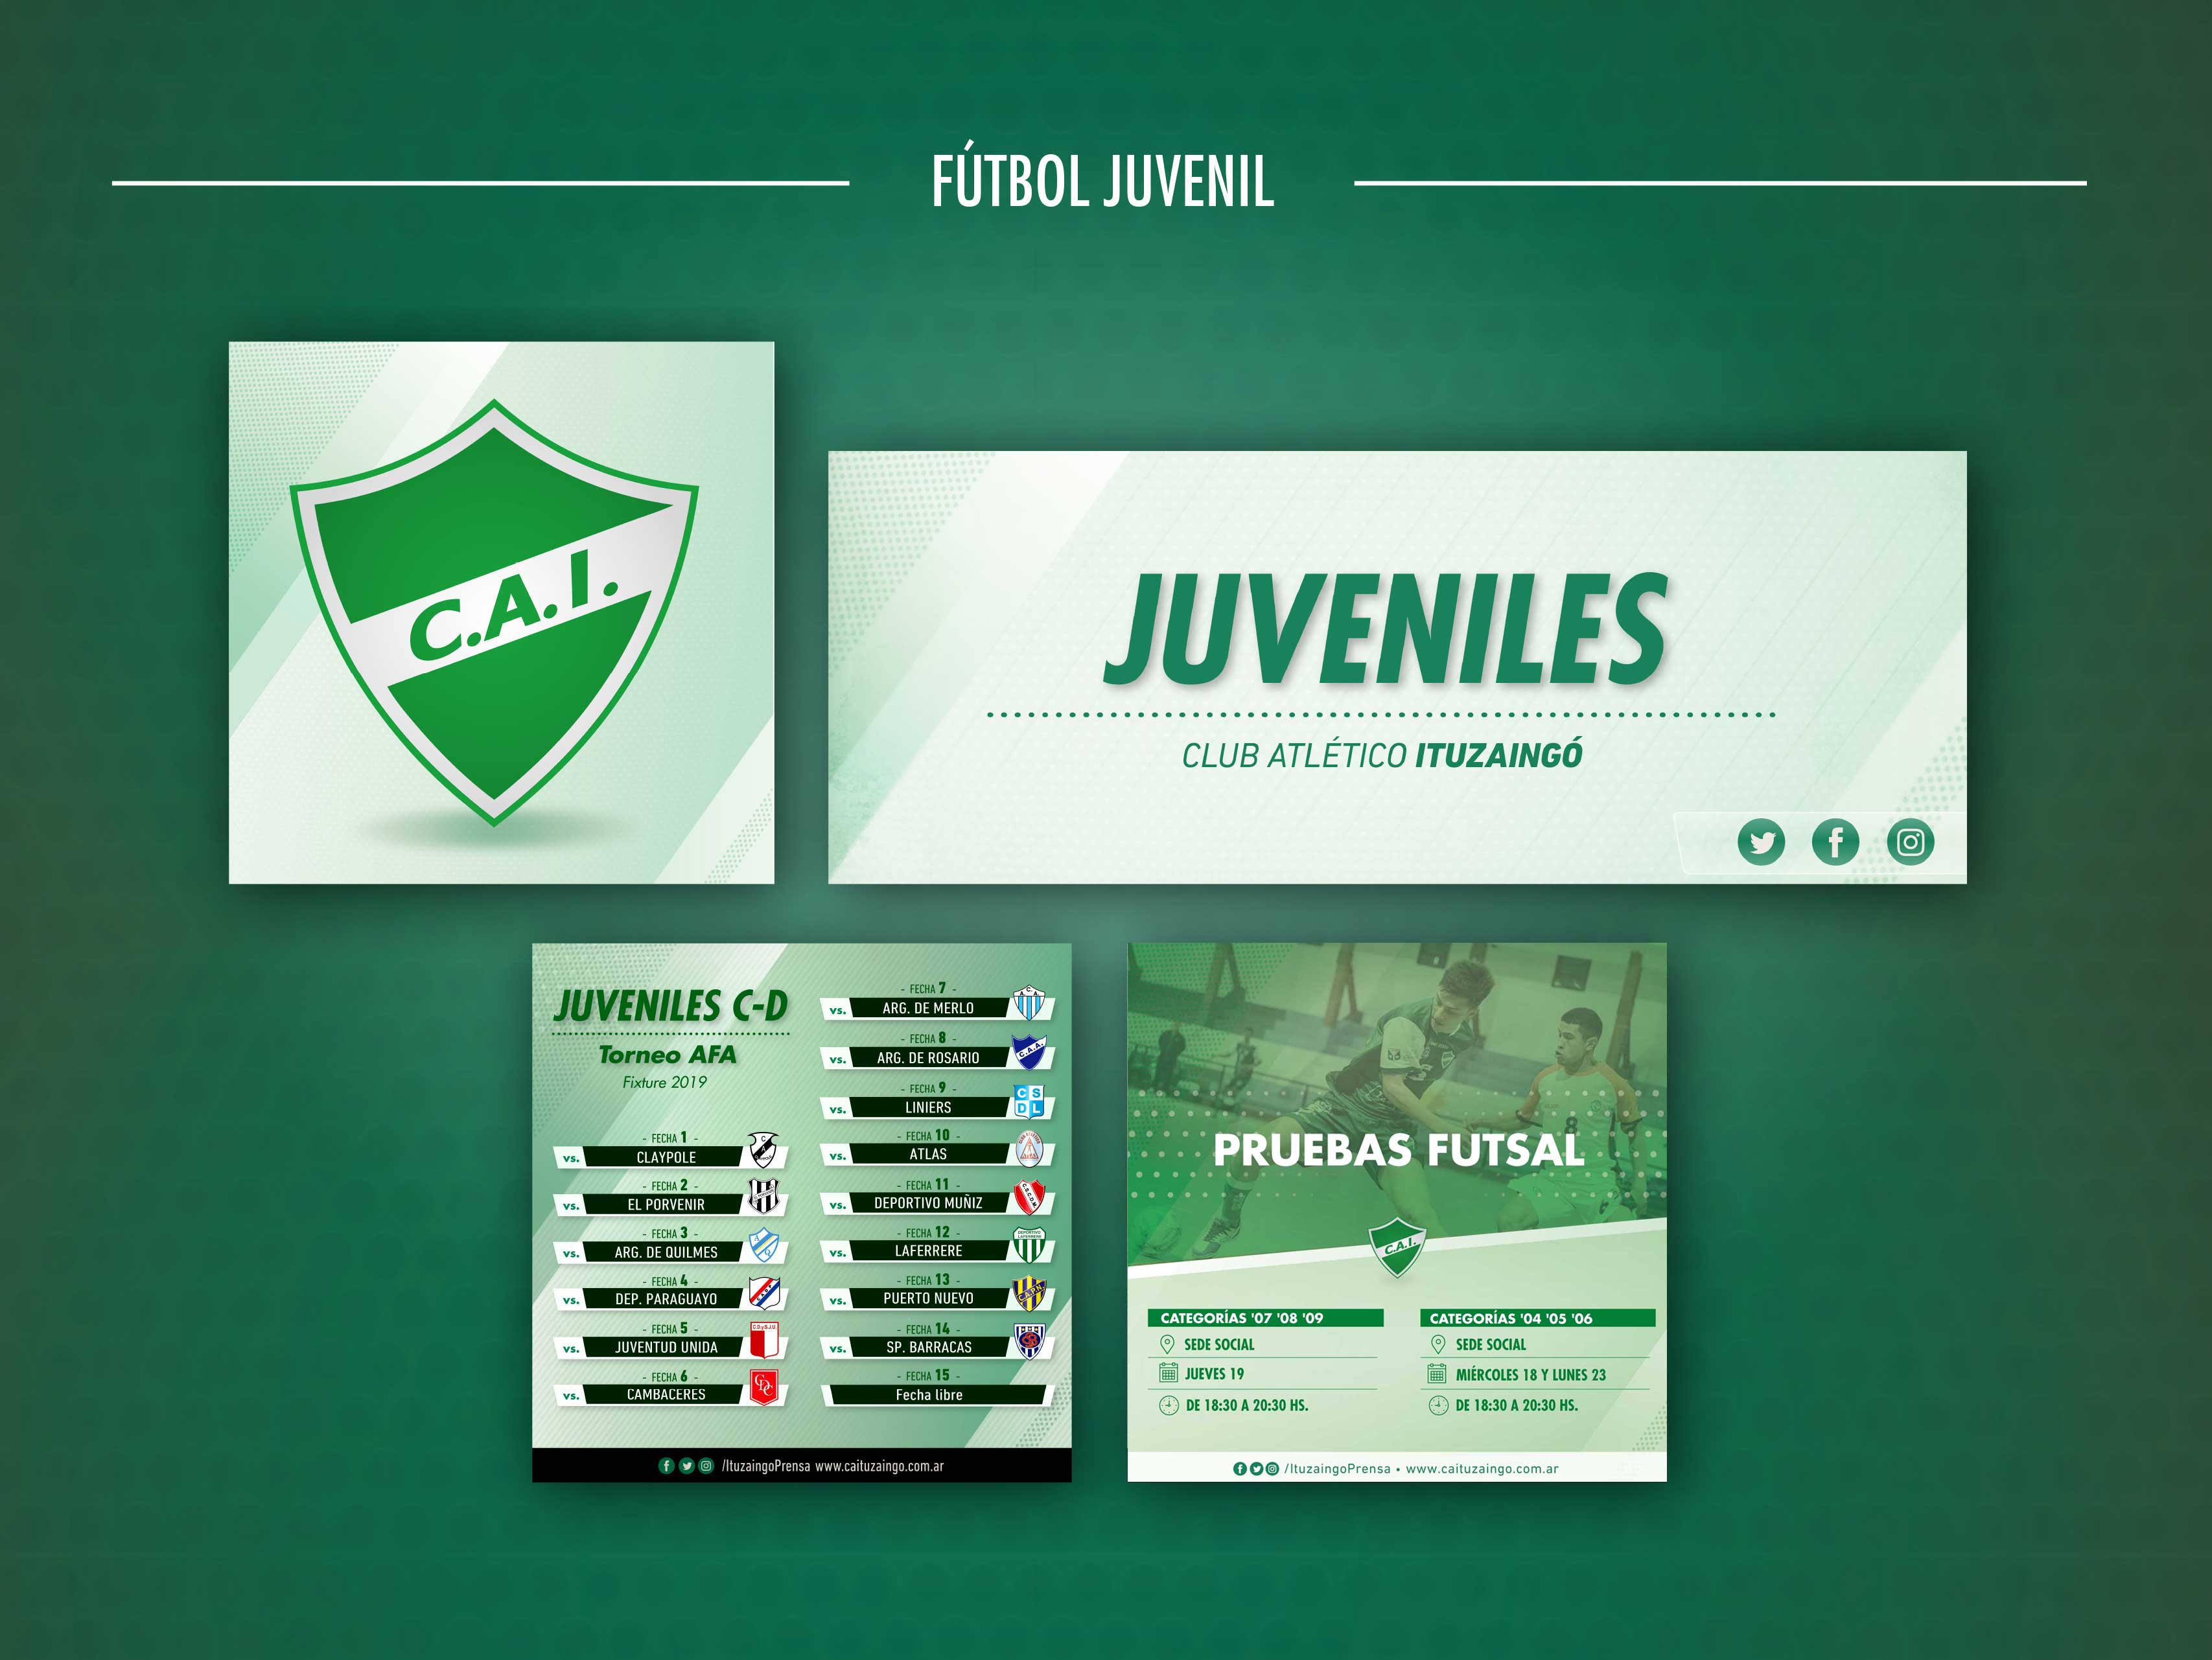 FÚTBOL JUVENIL
C.A.I.
JUVENILES
CLUB ATLÉTICO ITUZAINGÓ
JUVENILES C-D
Torneo AFA
Fixture 2019
- FECHA 1 -
vs. CLAYPOLE
- FECHA 2 -
vs. EL PORVENIR
- FECHA 3 -
vs. ARG. DE QUILMES
- FECHA 4 -
vs. DEP. PARAGUAYO
- FECHA 5 -
vs. JUVENTUD UNIDA
- FECHA 6 -
vs. CAMBACERES
- FECHA 7 -
vs. ARG. DE MERLO
- FECHA 8 -
vs. ARG. DE ROSARIO
C.A.A.
- FECHA 9 -
vs. LINIERS
CS
DL
- FECHA 10 -
vs. ATLAS
- FECHA 11 -
vs. DEPORTIVO MUÑIZ
- FECHA 12 -
vs. LAFERRERE
- FECHA 13 -
vs. PUERTO NUEVO
- FECHA 14 -
vs. SP. BARRACAS
- FECHA 15 -
Fecha libre
/ItuzaingoPrensa www.caituzaingo.com.ar
8
PRUEBAS FUTSAL
C.A.I.
CATEGORÍAS '07 '08 '09
SEDE SOCIAL
JUEVES 19
DE 18:30 A 20:30 HS.
CATEGORÍAS '04 '05 '06
SEDE SOCIAL
MIÉRCOLES 18 Y LUNES 23
DE 18:30 A 20:30 HS.
/ItuzaingoPrensa • www.caituzaingo.com.ar